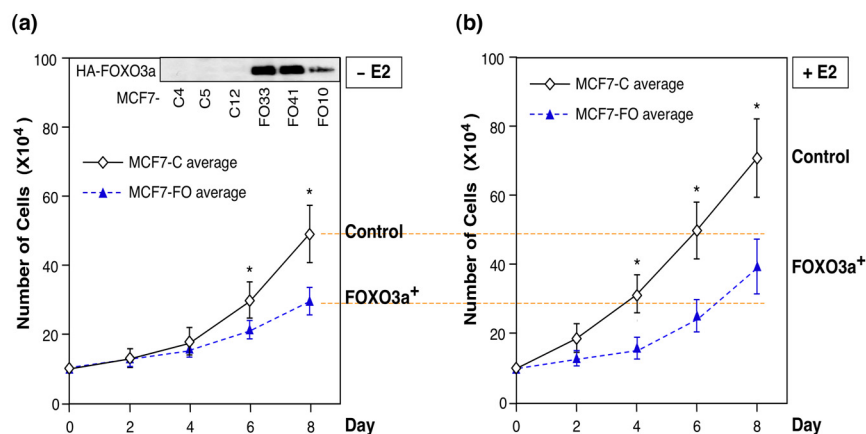 (a)
100
80
60
40
20
0
Number of Cells (X10⁴)
HA-FOXO3a
– E2
MCF7-
C4
C5
C12
FO33
FO41
FO10
MCF7-C average
MCF7-FO average
*
*
Control
FOXO3a⁺
0 2 4 6 8 Day
(b)
100
80
60
40
20
0
Number of Cells (X10⁴)
+ E2
MCF7-C average
MCF7-FO average
*
*
*
Control
FOXO3a⁺
0 2 4 6 8 Day